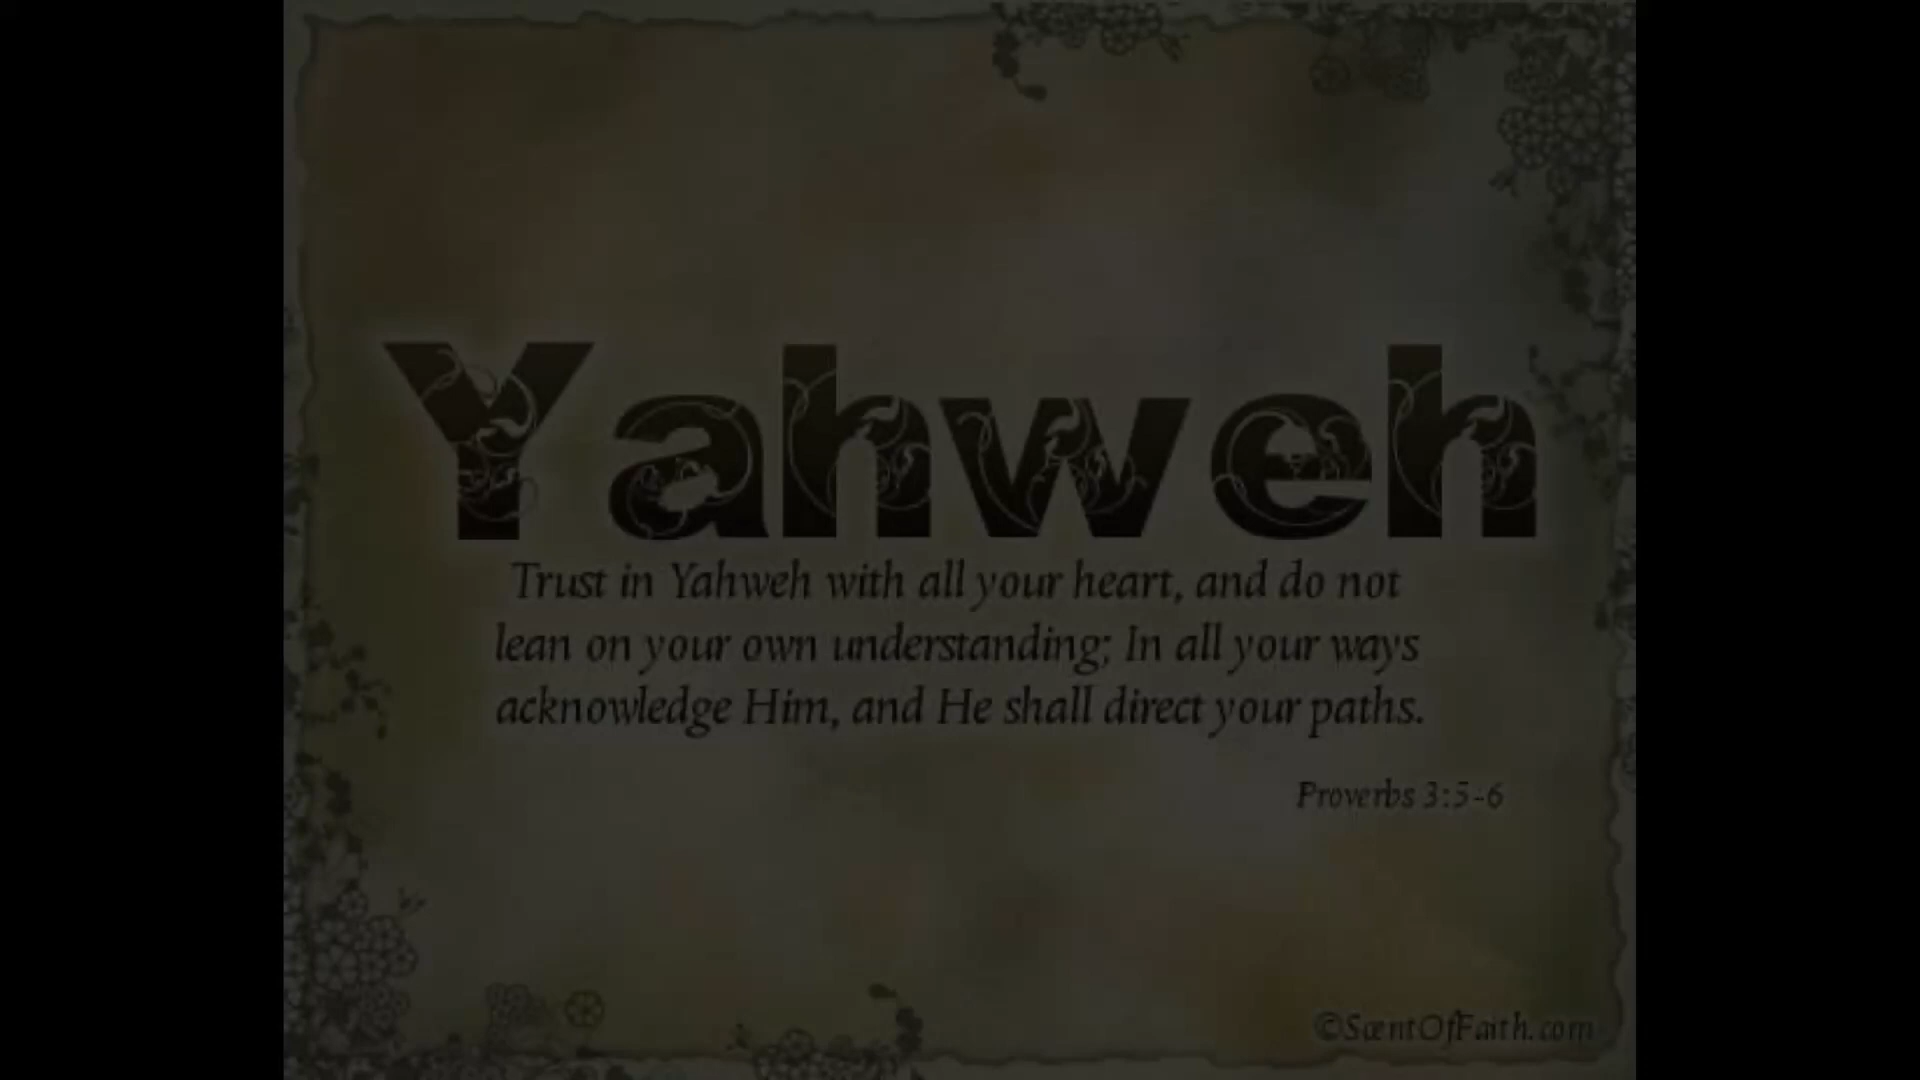 Yahweh
Trust in Yahweh with all your heart, and do not
lean on your own understanding; In all your ways
acknowledge Him, and He shall direct your paths.
Proverbs 3:5-6
©ScentOfFaith.com